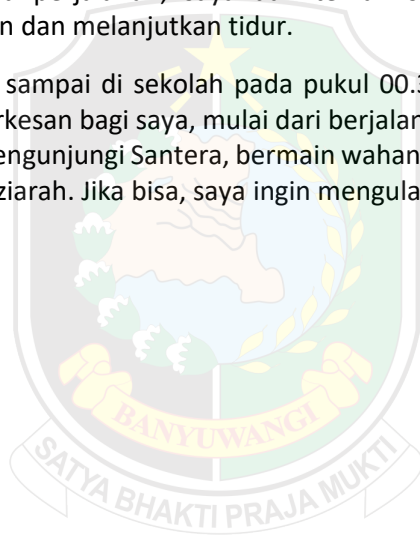 n dan melanjutkan tidur.
sampai di sekolah pada pukul 00.3
rkesan bagi saya, mulai dari berjalan
engunjungi Santera, bermain wahan
ziarah. Jika bisa, saya ingin mengula
BANYUWANGI
SATYA BHAKTI PRAJA MUKTI